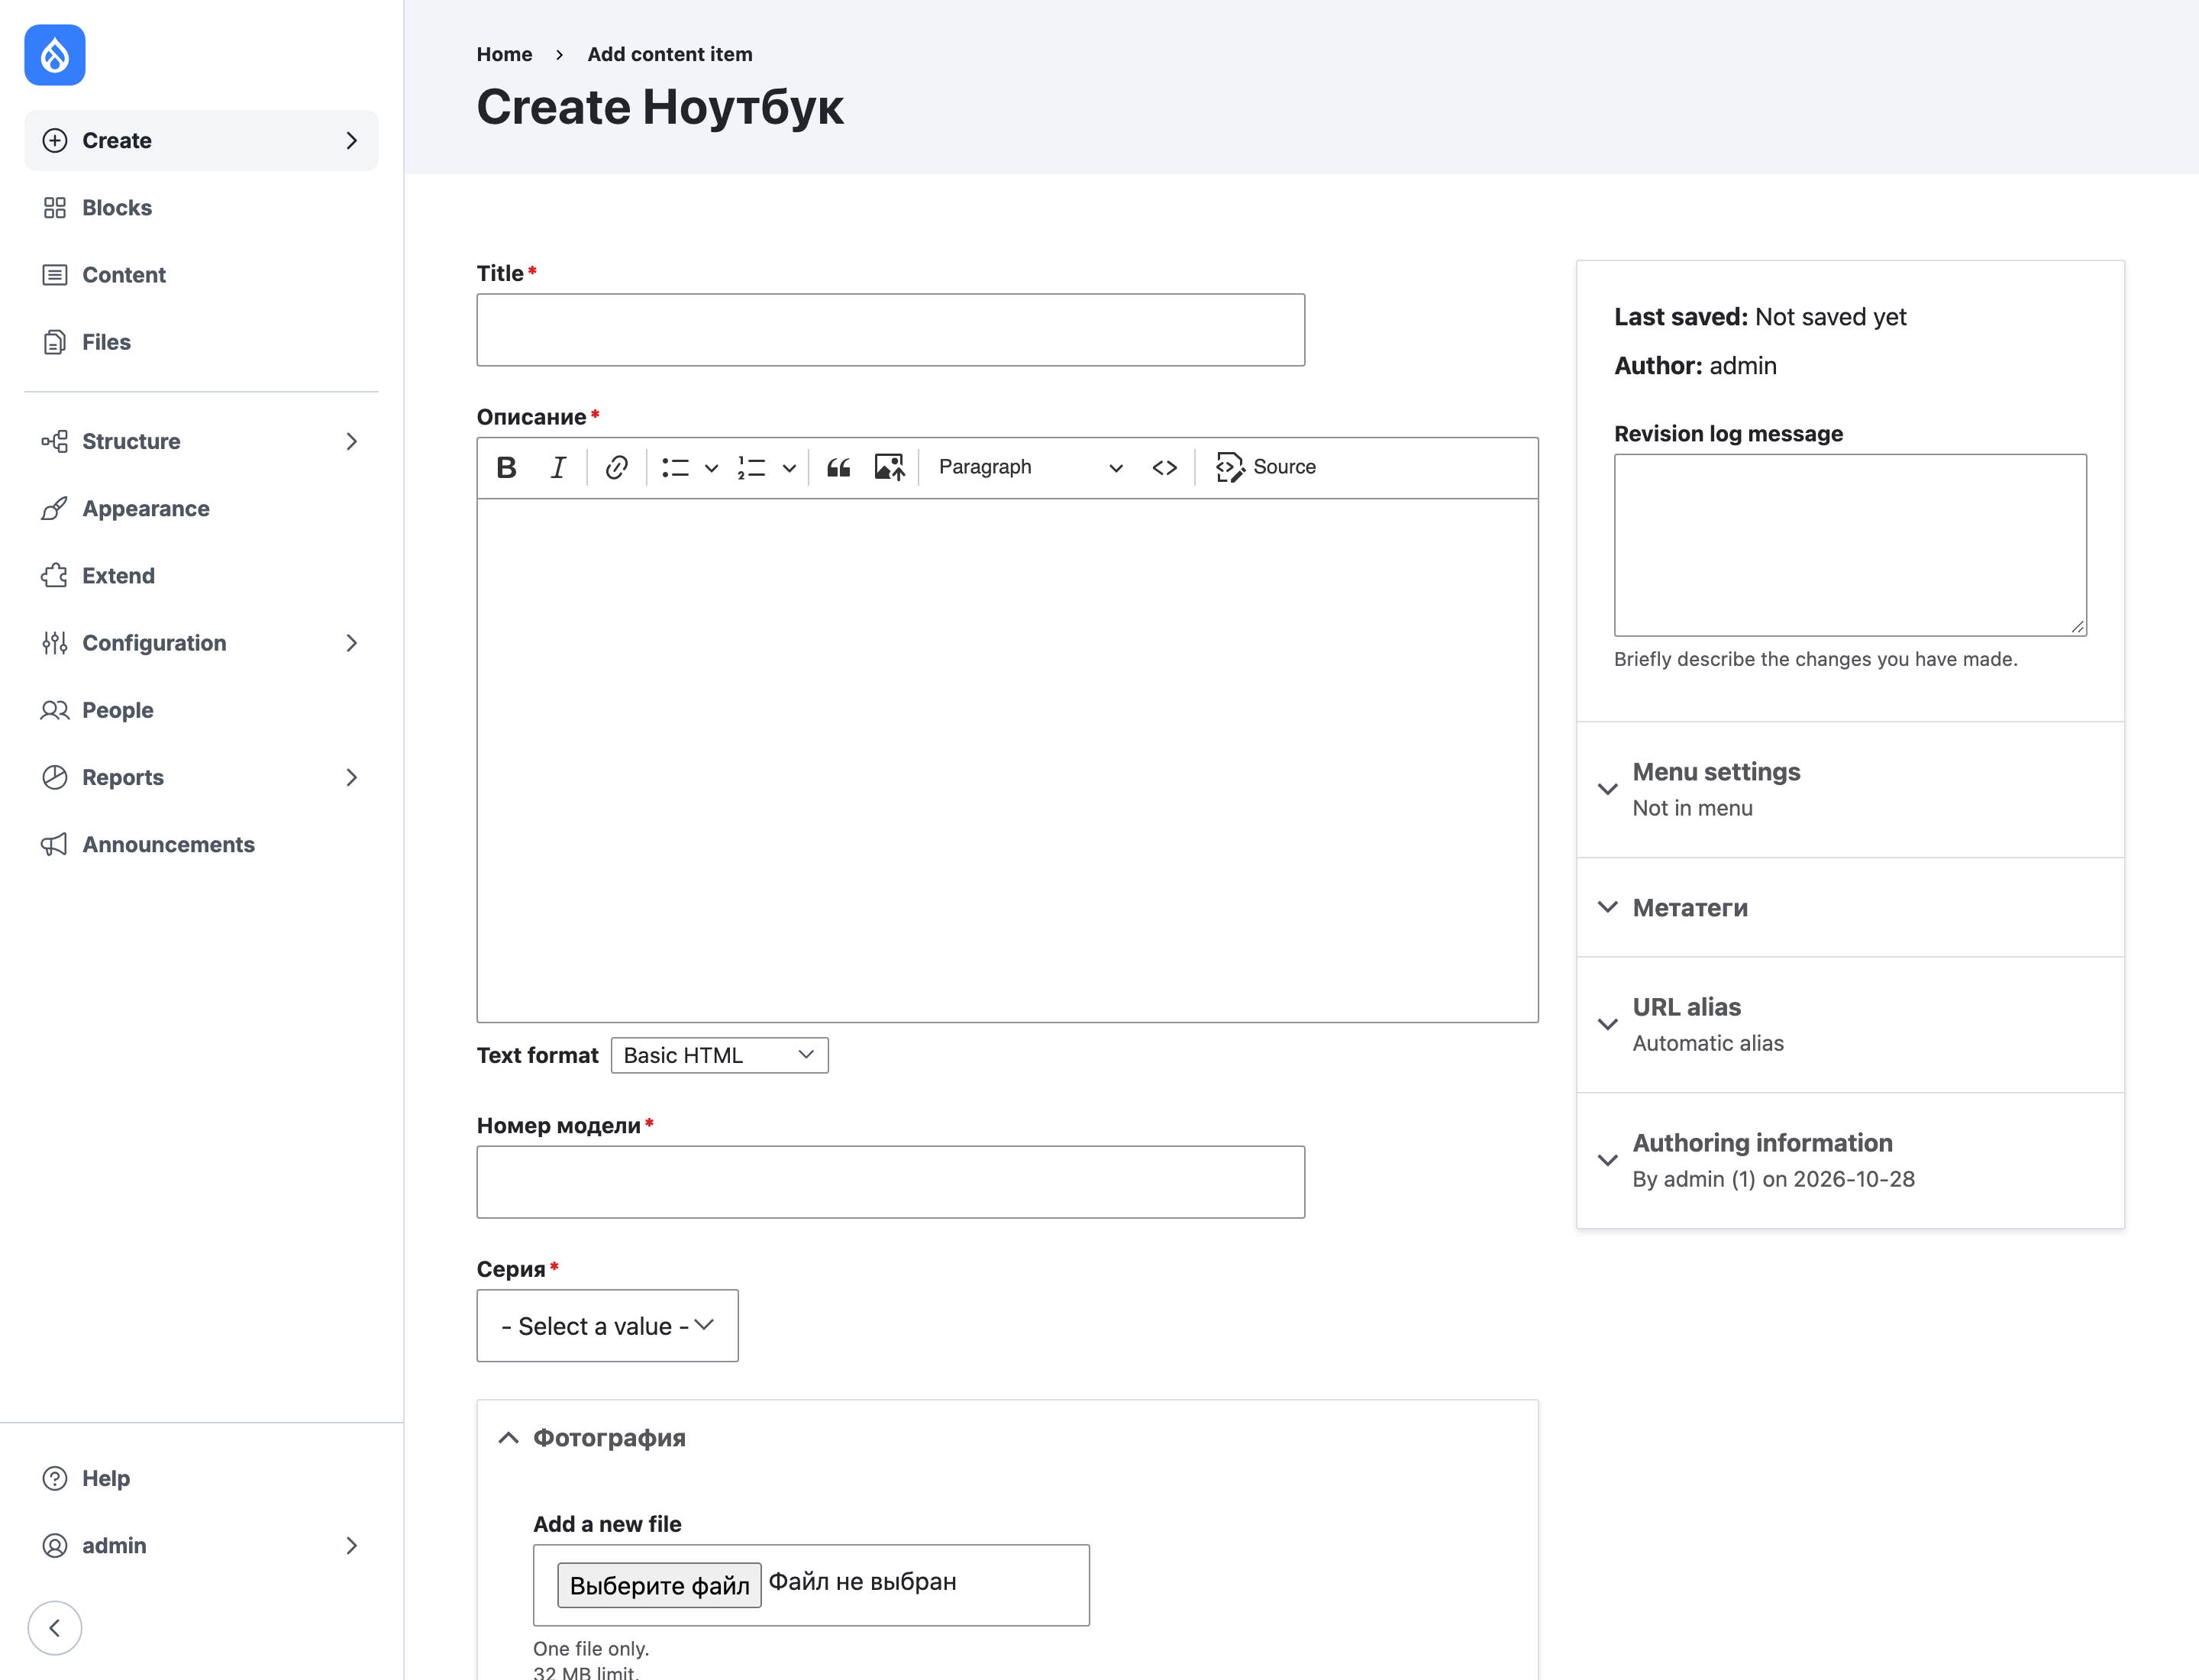 Create
Blocks
Content
Files
Structure
Appearance
Extend
Configuration
People
Reports
Announcements
Help
admin
Home
Add content item
Create Ноутбук
Title*
Описание*
Paragraph
Source
Text format
Basic HTML
Номер модели*
Серия*
- Select a value -
Фотография
Add a new file
Выберите файл Файл не выбран
One file only.
32 MB limit.
Last saved: Not saved yet
Author: admin
Revision log message
Briefly describe the changes you have made.
Menu settings
Not in menu
Метатеги
URL alias
Automatic alias
Authoring information
By admin (1) on 2026-10-28